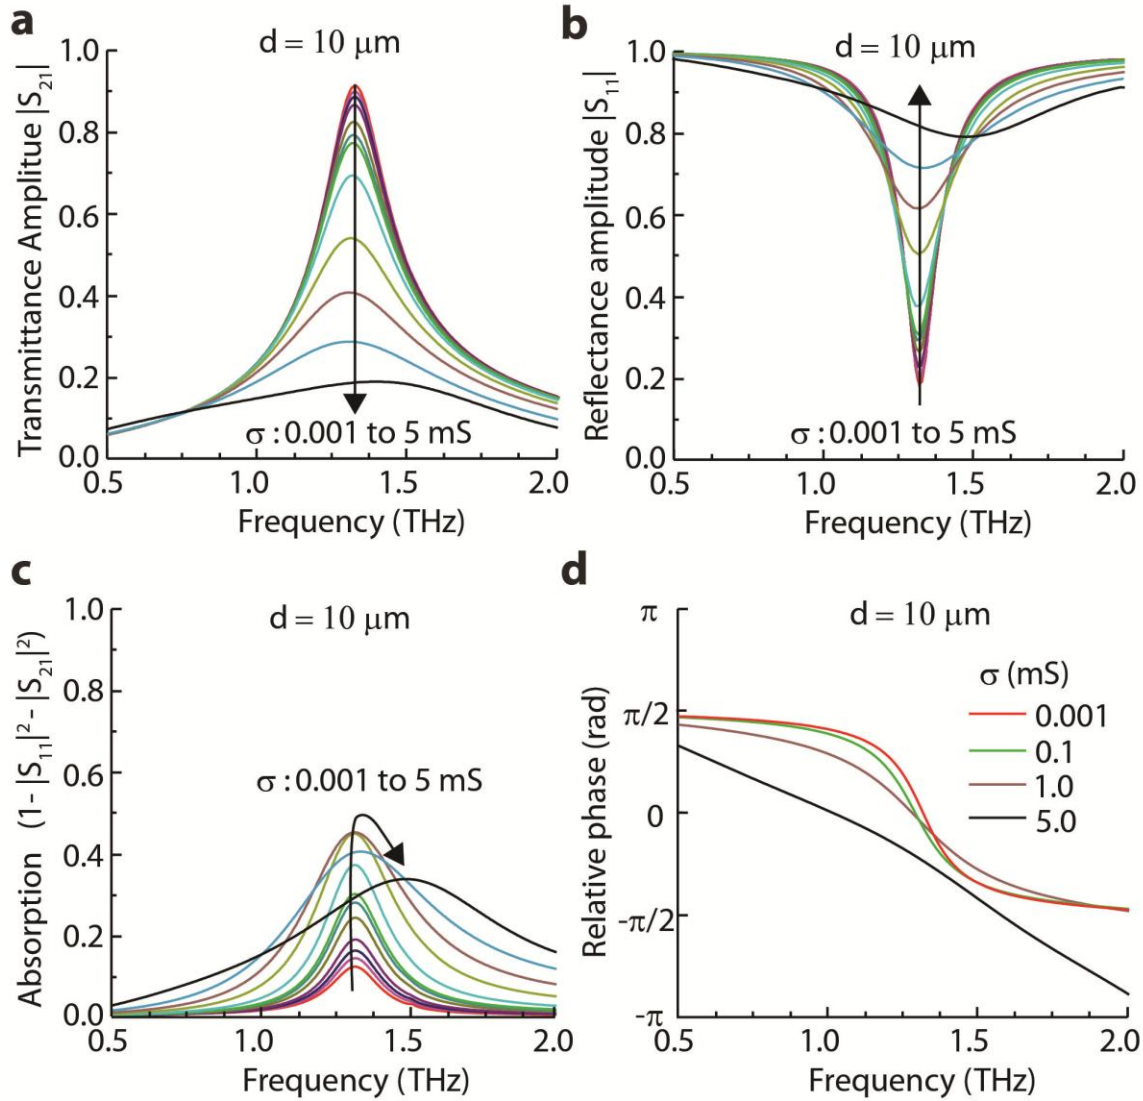 a
d = 10 μm
Transmittance Amplitue |S21|
1.0
0.8
0.6
0.4
0.2
0.0
σ : 0.001 to 5 mS
0.5 1.0 1.5 2.0
Frequency (THz)
b
d = 10 μm
Reflectance amplitude |S11|
1.0
0.8
0.6
0.4
0.2
0.0
σ : 0.001 to 5 mS
0.5 1.0 1.5 2.0
Frequency (THz)
c
d = 10 μm
Absorption (1- |S11|² - |S21|²)
1.0
0.8
0.6
0.4
0.2
0.0
σ : 0.001 to 5 mS
0.5 1.0 1.5 2.0
Frequency (THz)
d
d = 10 μm
Relative phase (rad)
π
π/2
0
-π/2
-π
σ (mS)
0.001
0.1
1.0
5.0
0.5 1.0 1.5 2.0
Frequency (THz)